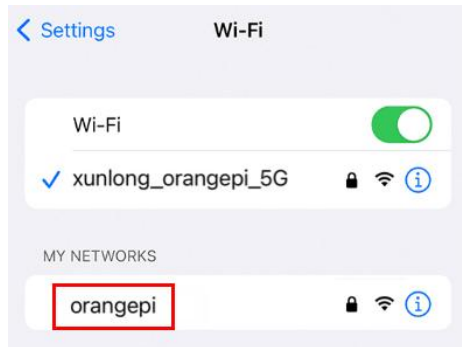 Settings Wi-Fi
Wi-Fi
xunlong_orangepi_5G
MY NETWORKS
orangepi